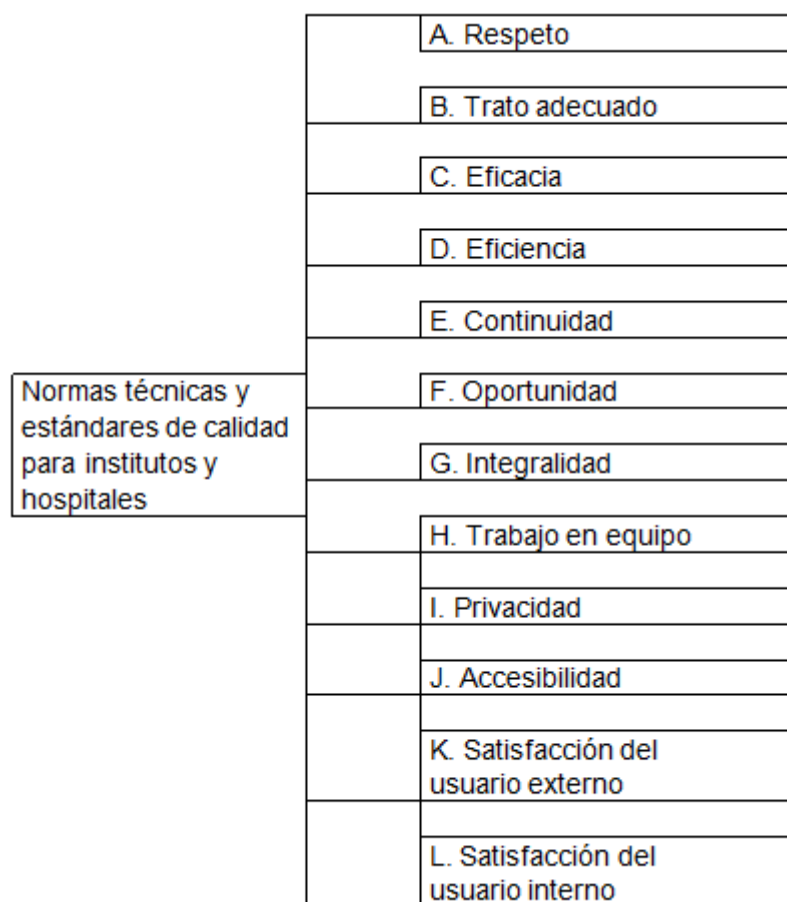 A. Respeto
B. Trato adecuado
C. Eficacia
D. Eficiencia
E. Continuidad
Normas técnicas y
estándares de calidad
para institutos y
hospitales
F. Oportunidad
G. Integralidad
H. Trabajo en equipo
I. Privacidad
J. Accesibilidad
K. Satisfacción del
usuario externo
L. Satisfacción del
usuario interno